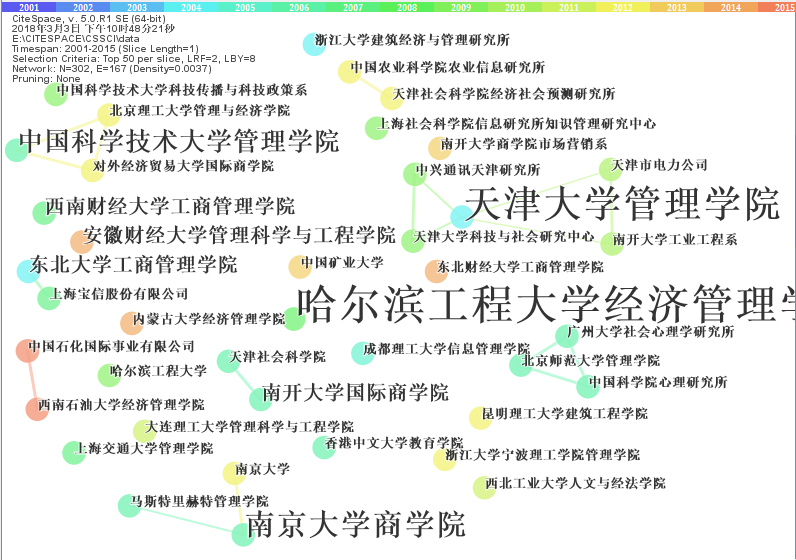 2001 2002 2003 2004 2005 2006 2007 2008 2009 2010 2011 2012 2013 2014 2015
CiteSpace, v. 5.0.R1 SE (64-bit)
2018年3月3日 下午10时48分21秒
E:\CITESPACE\CSSCI\data
Timespan: 2001-2015 (Slice Length=1)
Selection Criteria: Top 50 per slice, LRF=2, LBY=8
Network: N=302, E=167 (Density=0.0037)
Pruning: None
浙江大学建筑经济与管理研究所
中国农业科学院农业信息研究所
中国科学技术大学科技传播与科技政策系
天津社会科学院经济社会预测研究所
北京理工大学管理与经济学院
上海社会科学院信息研究所知识管理研究中心
中国科学技术大学管理学院
南开大学商学院市场营销系
对外经济贸易大学国际商学院
中兴通讯天津研究所
天津市电力公司
天津大学管理学院
西南财经大学工商管理学院
安徽财经大学管理科学与工程学院
天津大学科技与社会研究中心
南开大学工业工程系
东北大学工商管理学院
中国矿业大学
东北财经大学工商管理学院
上海宝信股份有限公司
哈尔滨工程大学经济管理学
内蒙古大学经济管理学院
广州大学社会心理学研究所
中国石化国际事业有限公司
天津社会科学院
成都理工大学信息管理学院
北京师范大学管理学院
哈尔滨工程大学
中国科学院心理研究所
南开大学国际商学院
西南石油大学经济管理学院
昆明理工大学建筑工程学院
大连理工大学管理科学与工程学院
上海交通大学管理学院
香港中文大学教育学院
浙江大学宁波理工学院管理学院
南京大学
西北工业大学人文与经法学院
马斯特里赫特管理学院
南京大学商学院